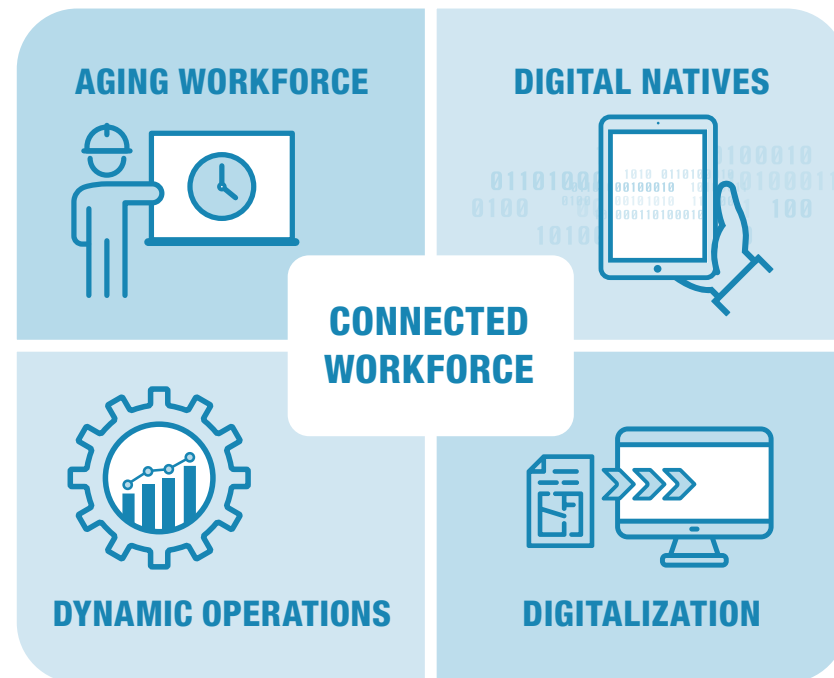 AGING WORKFORCE
DIGITAL NATIVES
CONNECTED
WORKFORCE
DYNAMIC OPERATIONS
DIGITALIZATION